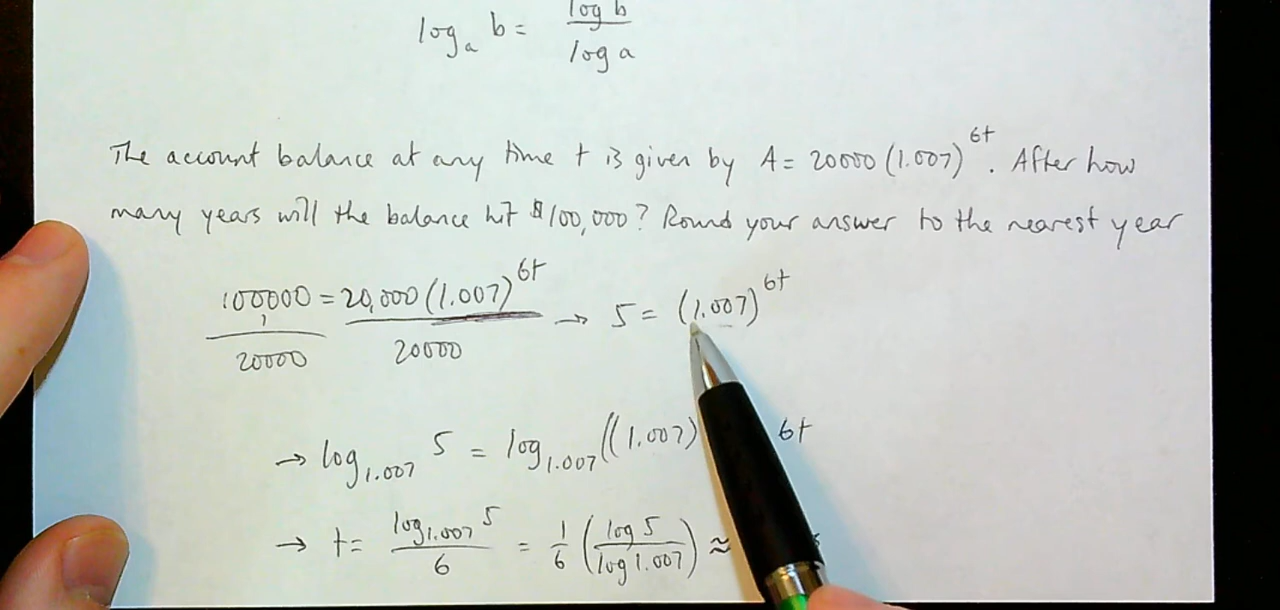 log_a b = log b / log a
The account balance at any time t is given by A = 20000 (1.007)^6t. After how
many years will the balance hit $100,000? Round your answer to the nearest year
100,000 / 20000 = 20,000 (1.007)^6t / 20000 → 5 = (1.007)^6t
→ log_1.007 5 = log_1.007 ((1.007) 6t
→ t = log_1.007 5 / 6 = 1/6 (log 5 / log 1.007) ≈